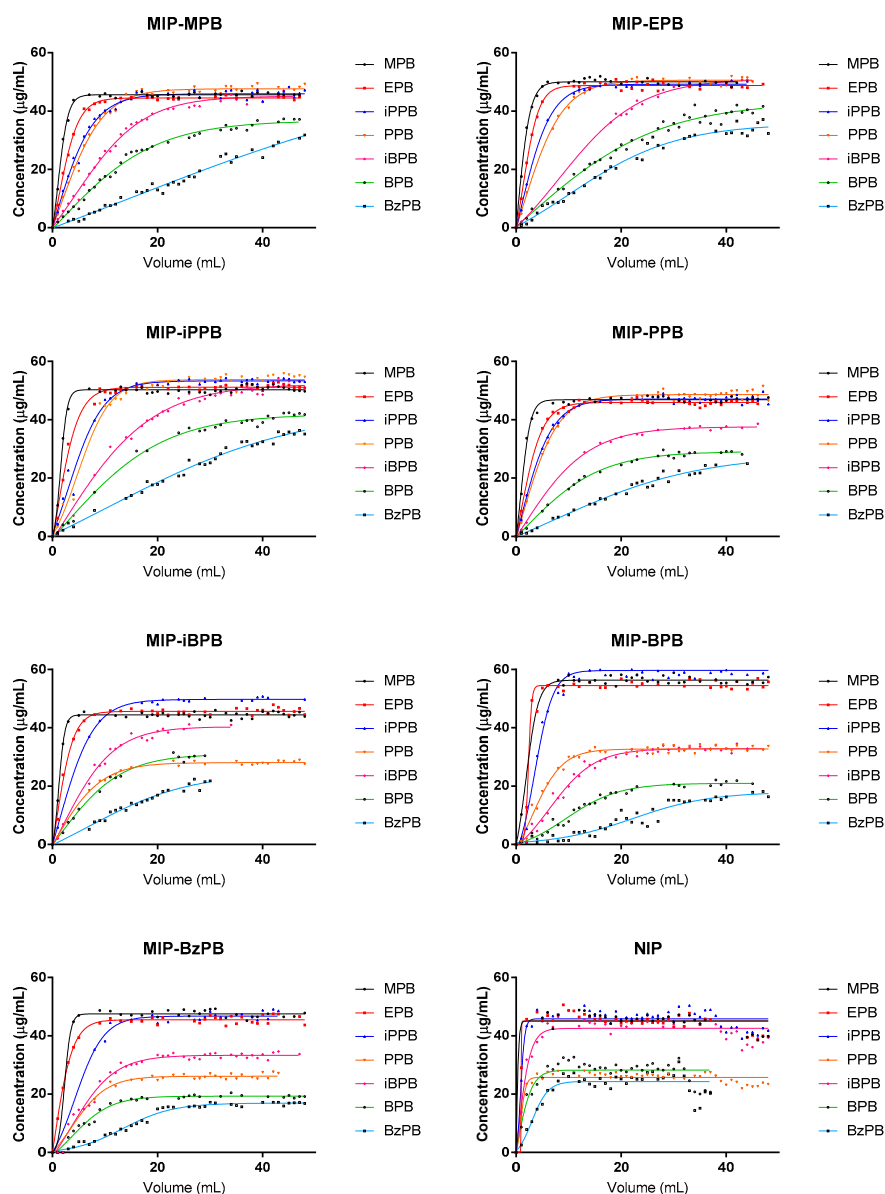 MIP-MPB
60
40
20
0
0
20
40
Concentration (µg/mL)
Volume (mL)
MPB
EPB
iPPB
PPB
iBPB
BPB
BzPB
MIP-EPB
60
40
20
0
0
20
40
Concentration (µg/mL)
Volume (mL)
MPB
EPB
iPPB
PPB
iBPB
BPB
BzPB
MIP-iPPB
60
40
20
0
0
20
40
Concentration (µg/mL)
Volume (mL)
MPB
EPB
iPPB
PPB
iBPB
BPB
BzPB
MIP-PPB
60
40
20
0
0
20
40
Concentration (µg/mL)
Volume (mL)
MPB
EPB
iPPB
PPB
iBPB
BPB
BzPB
MIP-iBPB
60
40
20
0
0
20
40
Concentration (µg/mL)
Volume (mL)
MPB
EPB
iPPB
PPB
iBPB
BPB
BzPB
MIP-BPB
60
40
20
0
0
20
40
Concentration (µg/mL)
Volume (mL)
MPB
EPB
iPPB
PPB
iBPB
BPB
BzPB
MIP-BzPB
60
40
20
0
0
20
40
Concentration (µg/mL)
Volume (mL)
MPB
EPB
iPPB
PPB
iBPB
BPB
BzPB
NIP
60
40
20
0
0
20
40
Concentration (µg/mL)
Volume (mL)
MPB
EPB
iPPB
PPB
iBPB
BPB
BzPB